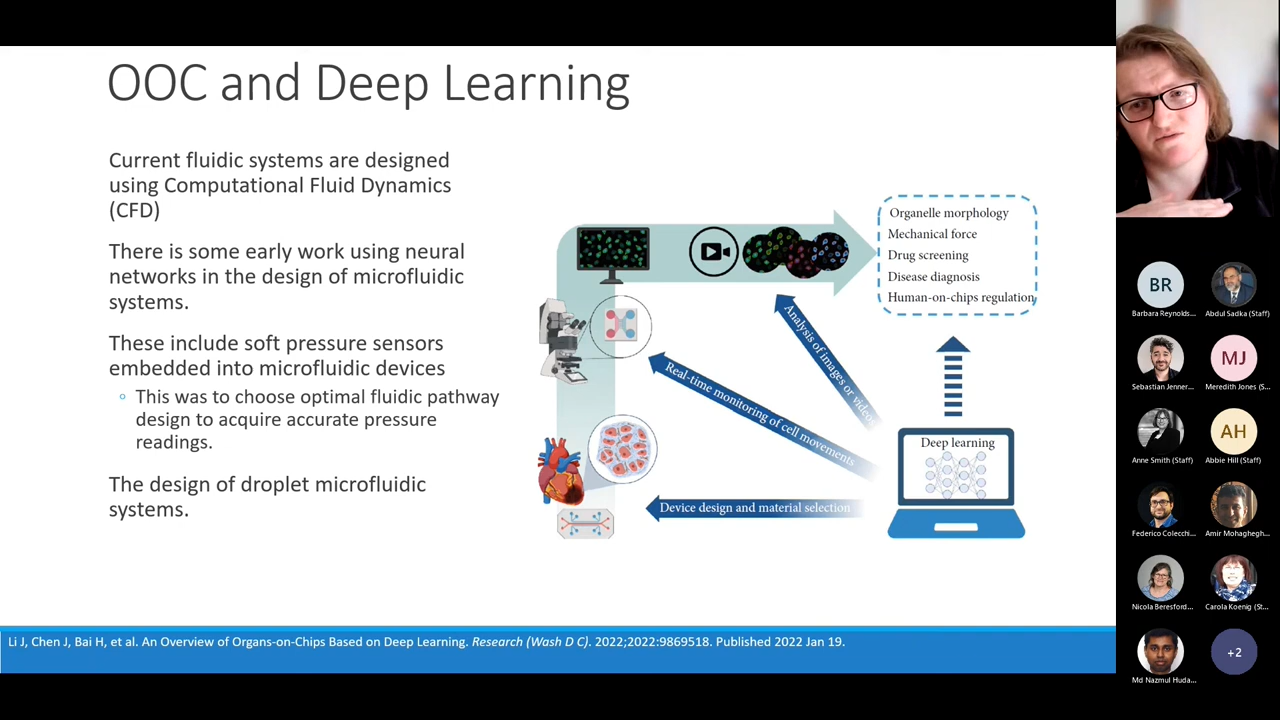 OOC and Deep Learning
Current fluidic systems are designed
using Computational Fluid Dynamics
(CFD)
There is some early work using neural
networks in the design of microfluidic
systems.
These include soft pressure sensors
embedded into microfluidic devices
This was to choose optimal fluidic pathway
design to acquire accurate pressure
readings.
The design of droplet microfluidic
systems.
Organelle morphology
Mechanical force
Drug screening
Disease diagnosis
Human-on-chips regulation
Analysis of images or videos
Real-time monitoring of cell movements
Device design and material selection
Deep learning
Li J, Chen J, Bai H, et al. An Overview of Organs-on-Chips Based on Deep Learning. Research (Wash D C). 2022;2022:9869518. Published 2022 Jan 19.
BR
Barbara Reynolds...
Abdul Sadka (Staff)
Sebastian Jenner...
MJ
Meredith Jones (S...
Anne Smith (Staff)
AH
Abbie Hill (Staff)
Federico Colecchi...
Amir Mohaghegh...
Nicola Beresford...
Carola Koenig (St...
Md Nazmul Huda...
+2